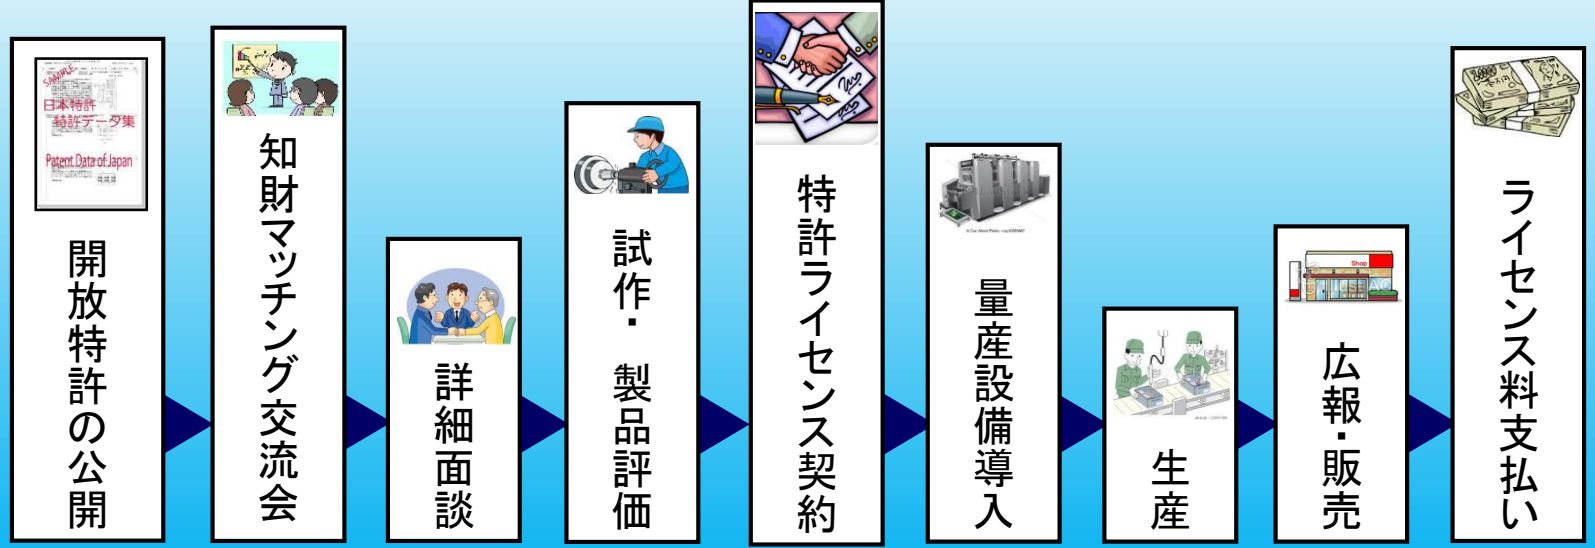 SAMPLE
日本特許
特許データ集
Patent Data of Japan
開放特許の公開
知財マッチング交流会
詳細面談
試作・製品評価
特許ライセンス契約
量産設備導入
生産
Shop
広報・販売
ライセンス料支払い